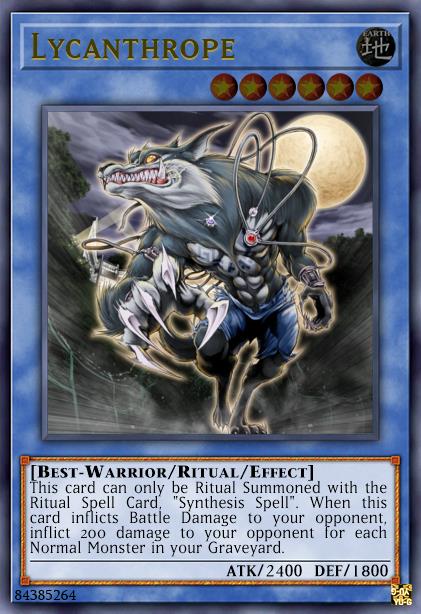 LYCANTHROPE
EARTH
地
[BEST-WARRIOR/RITUAL/EFFECT]
This card can only be Ritual Summoned with the
Ritual Spell Card, "Synthesis Spell". When this
card inflicts Battle Damage to your opponent,
inflict 200 damage to your opponent for each
Normal Monster in your Graveyard.
ATK/2400 DEF/1800
84385264